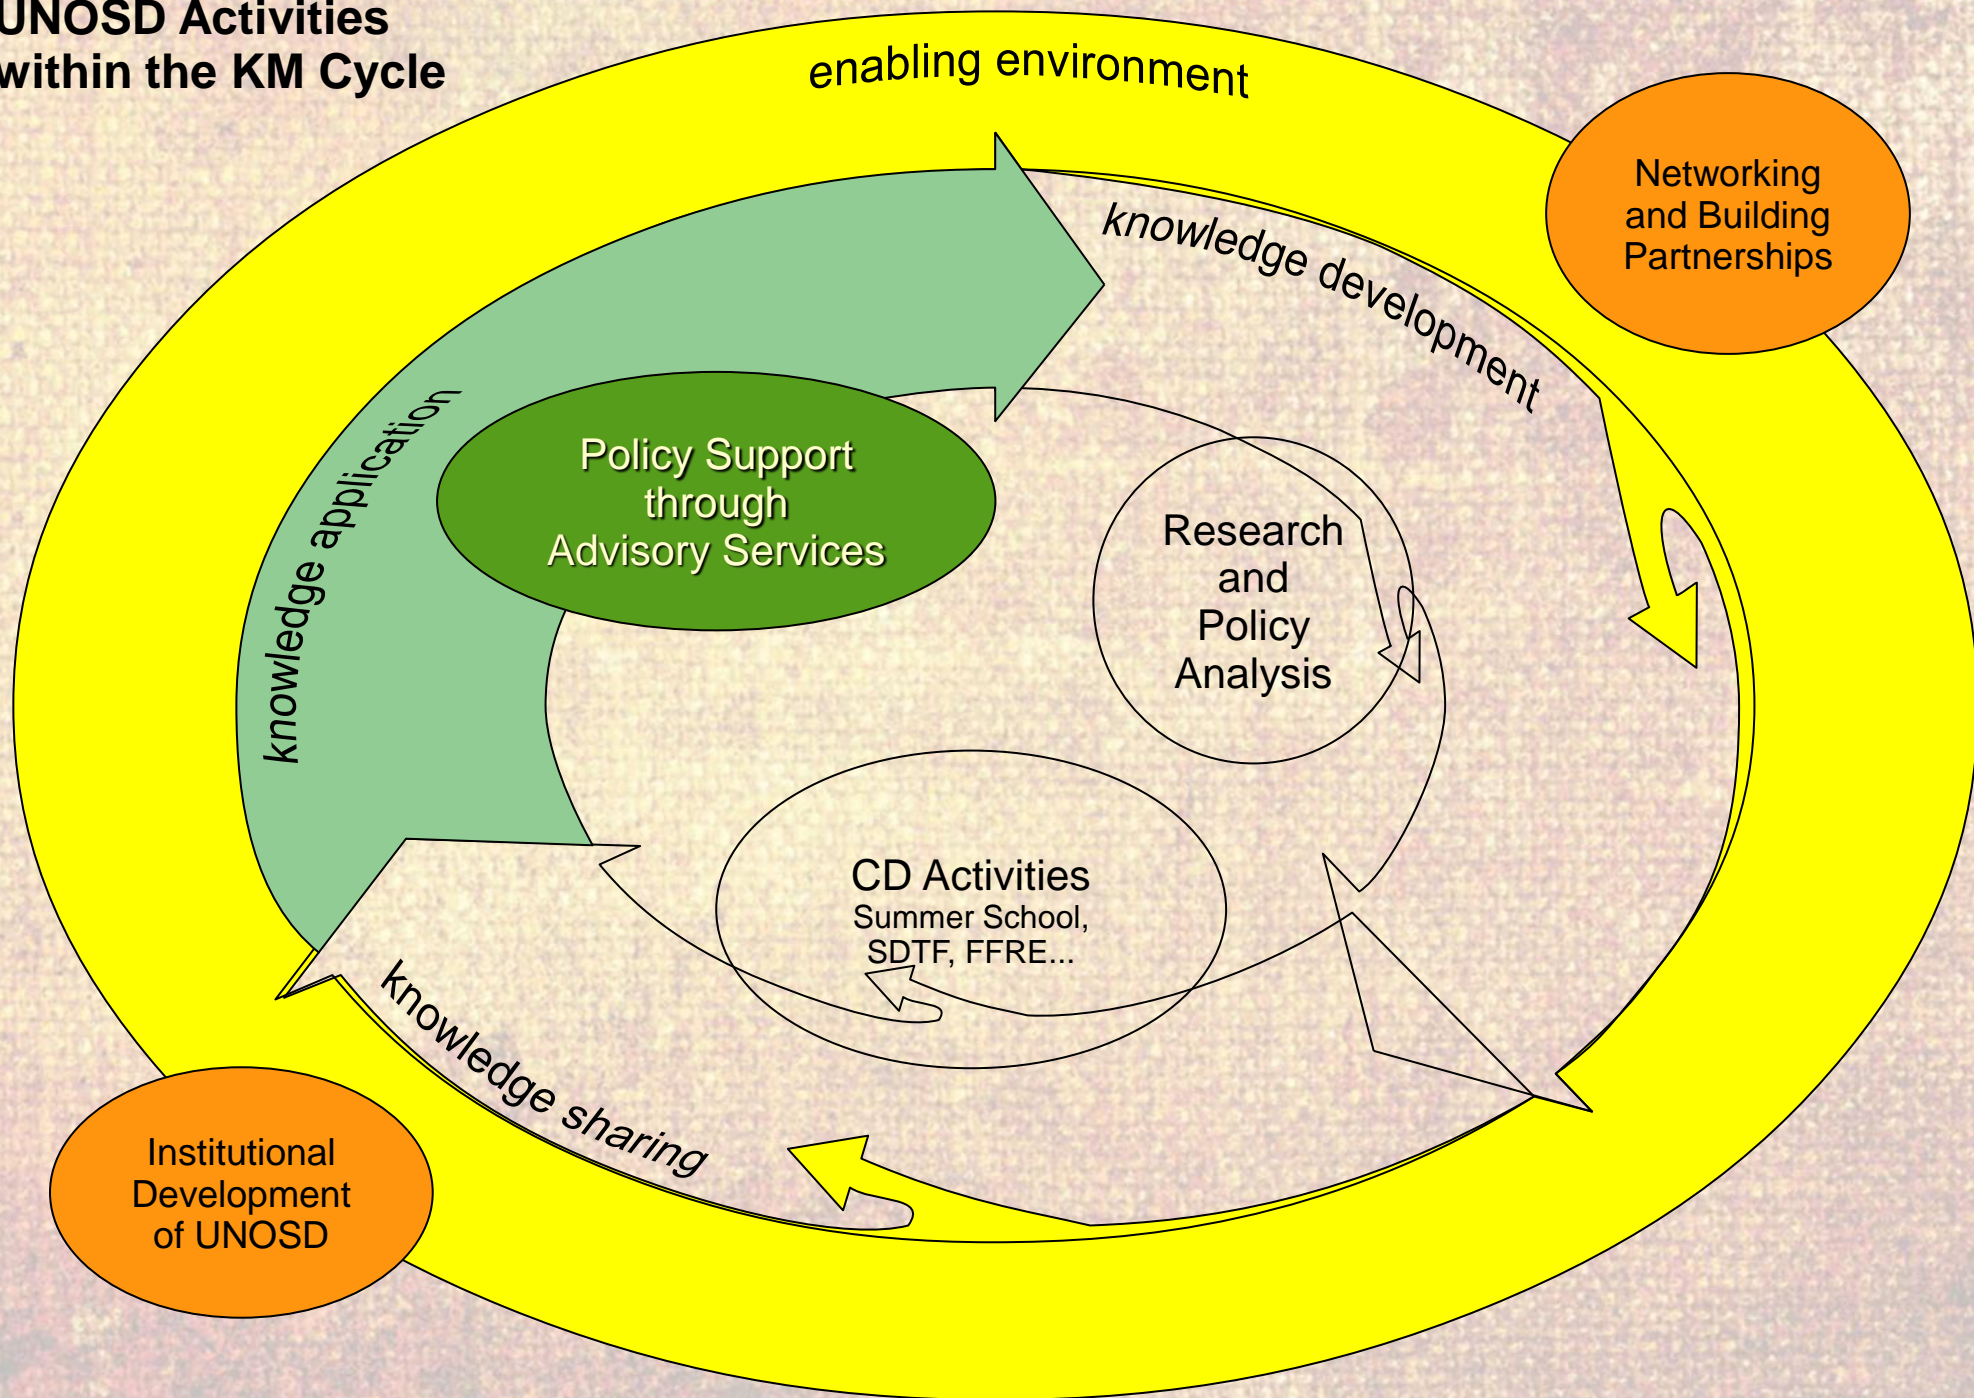 UNOSD Activities
within the KM Cycle
enabling environment
Networking
and Building
Partnerships
knowledge development
knowledge application
Policy Support
through
Advisory Services
Research
and
Policy
Analysis
CD Activities
Summer School,
SDTF, FFRE...
knowledge sharing
Institutional
Development
of UNOSD